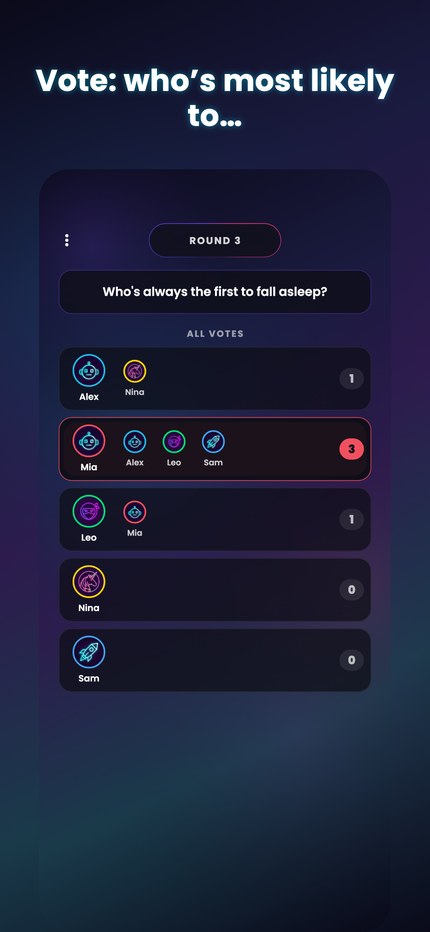 Vote: who’s most likely
to…
ROUND 3
Who's always the first to fall asleep?
ALL VOTES
Alex
Nina
1
Mia
Alex
Leo
Sam
3
Leo
Mia
1
Nina
0
Sam
0